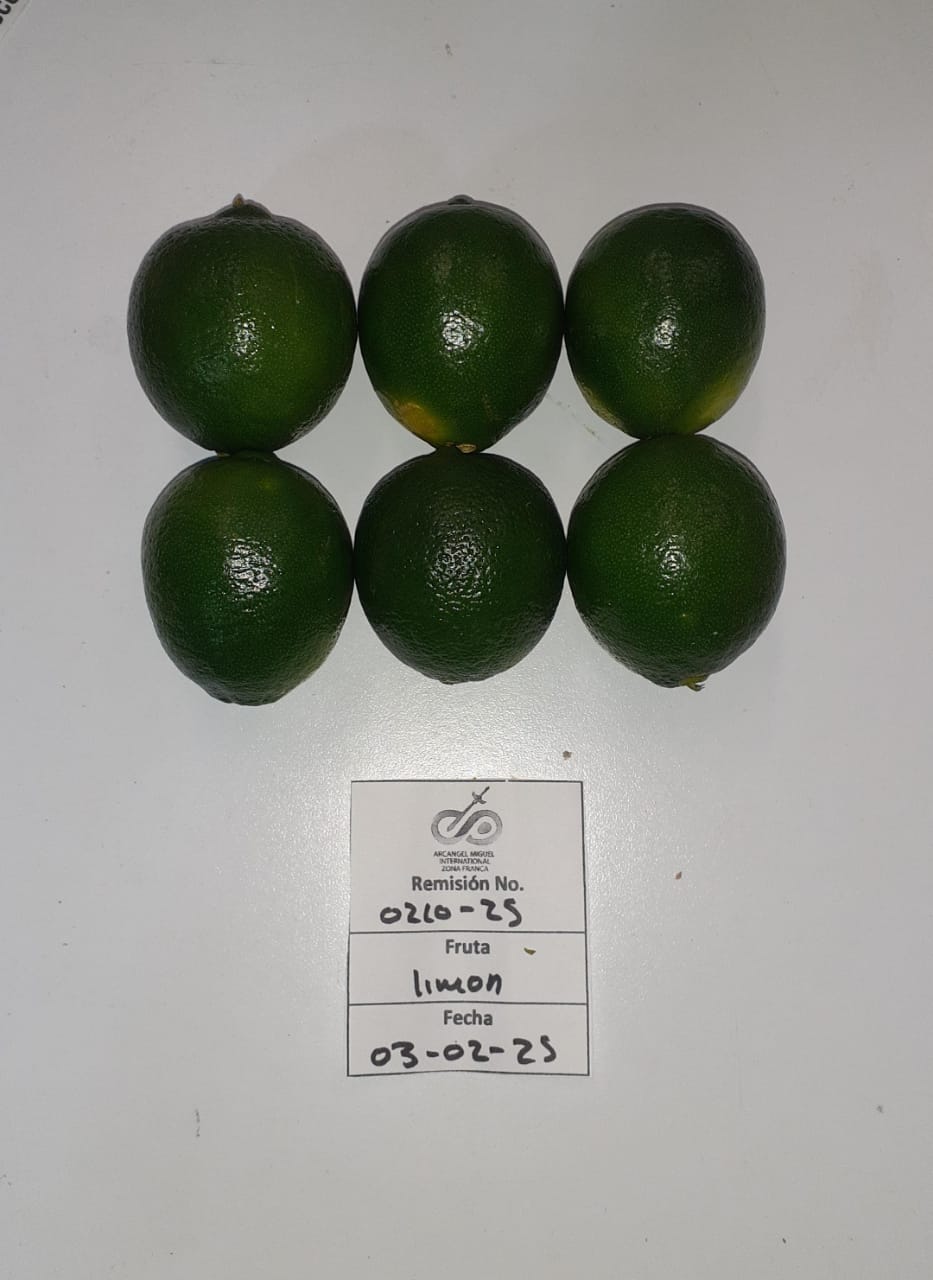 ARCANGEL MIGUEL
INTERNATIONAL
ZONA FRANCA
Remisión No.
0210-25
Fruta
limon
Fecha
03-02-25